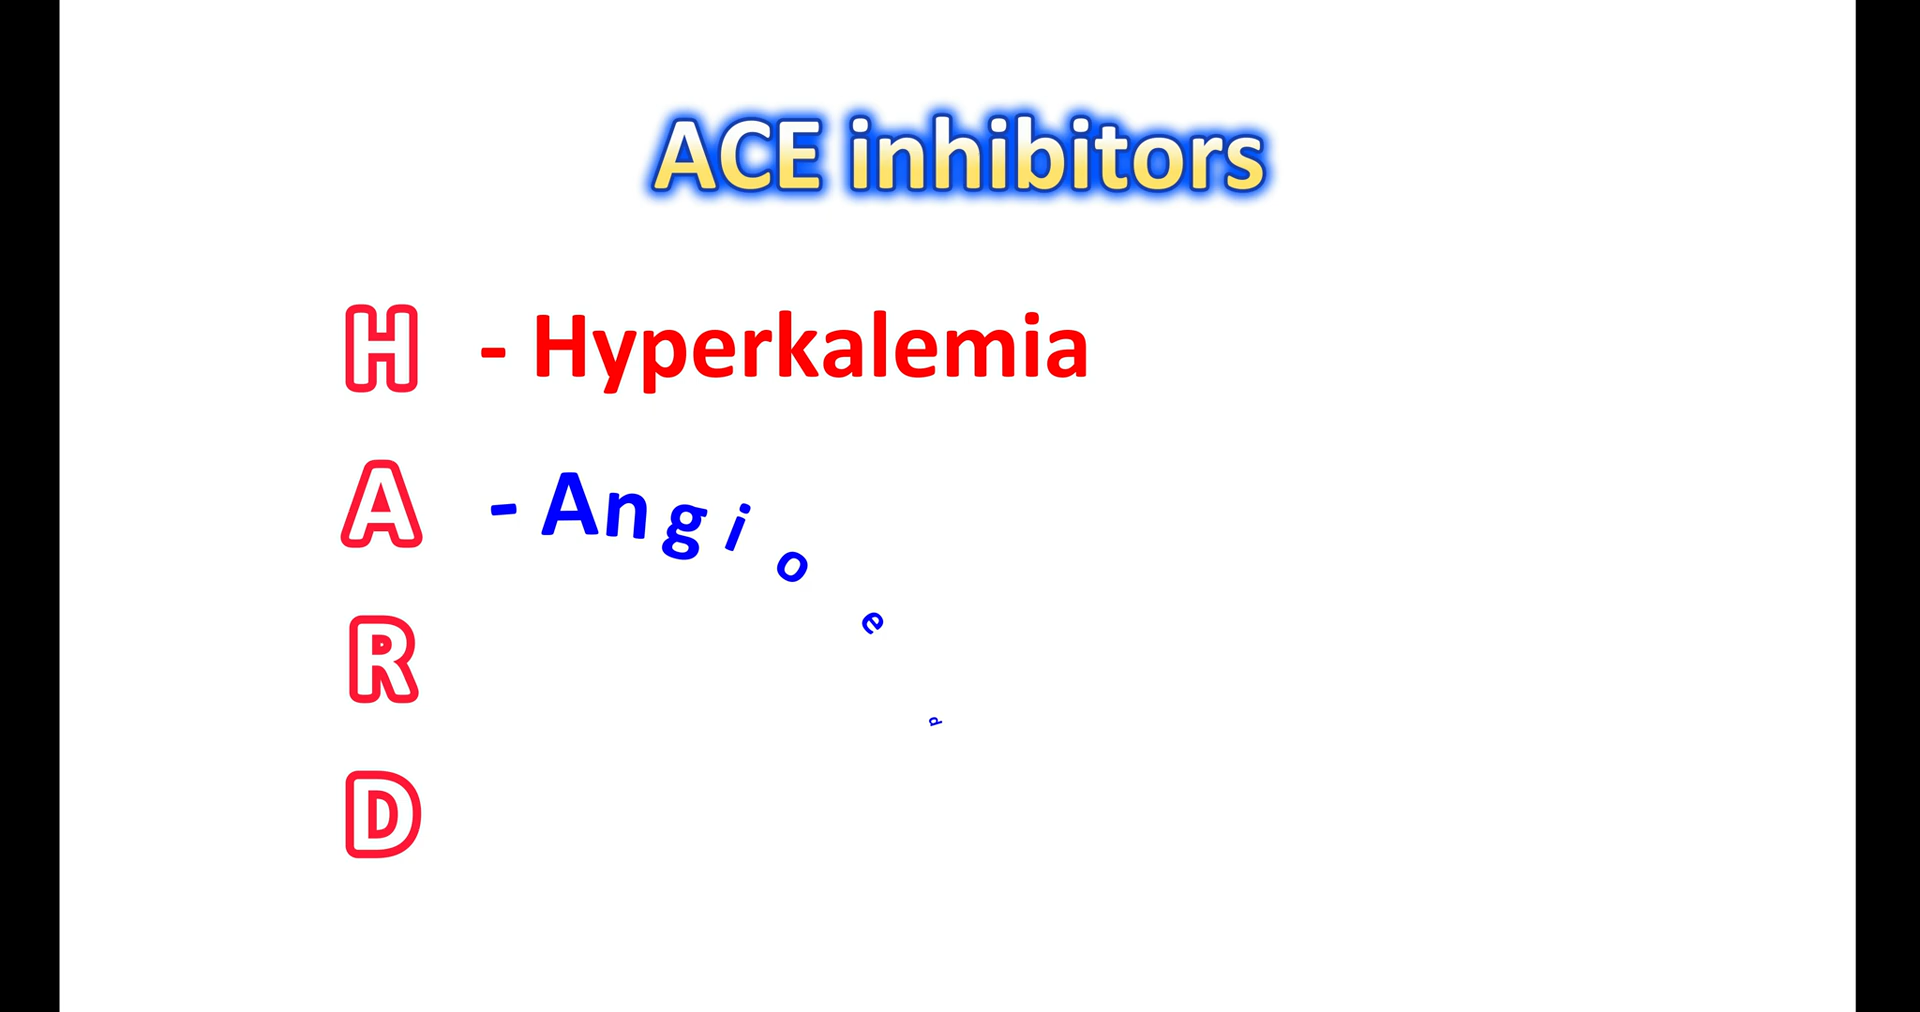 ACE inhibitors
H - Hyperkalemia
A - Angioed
R
D